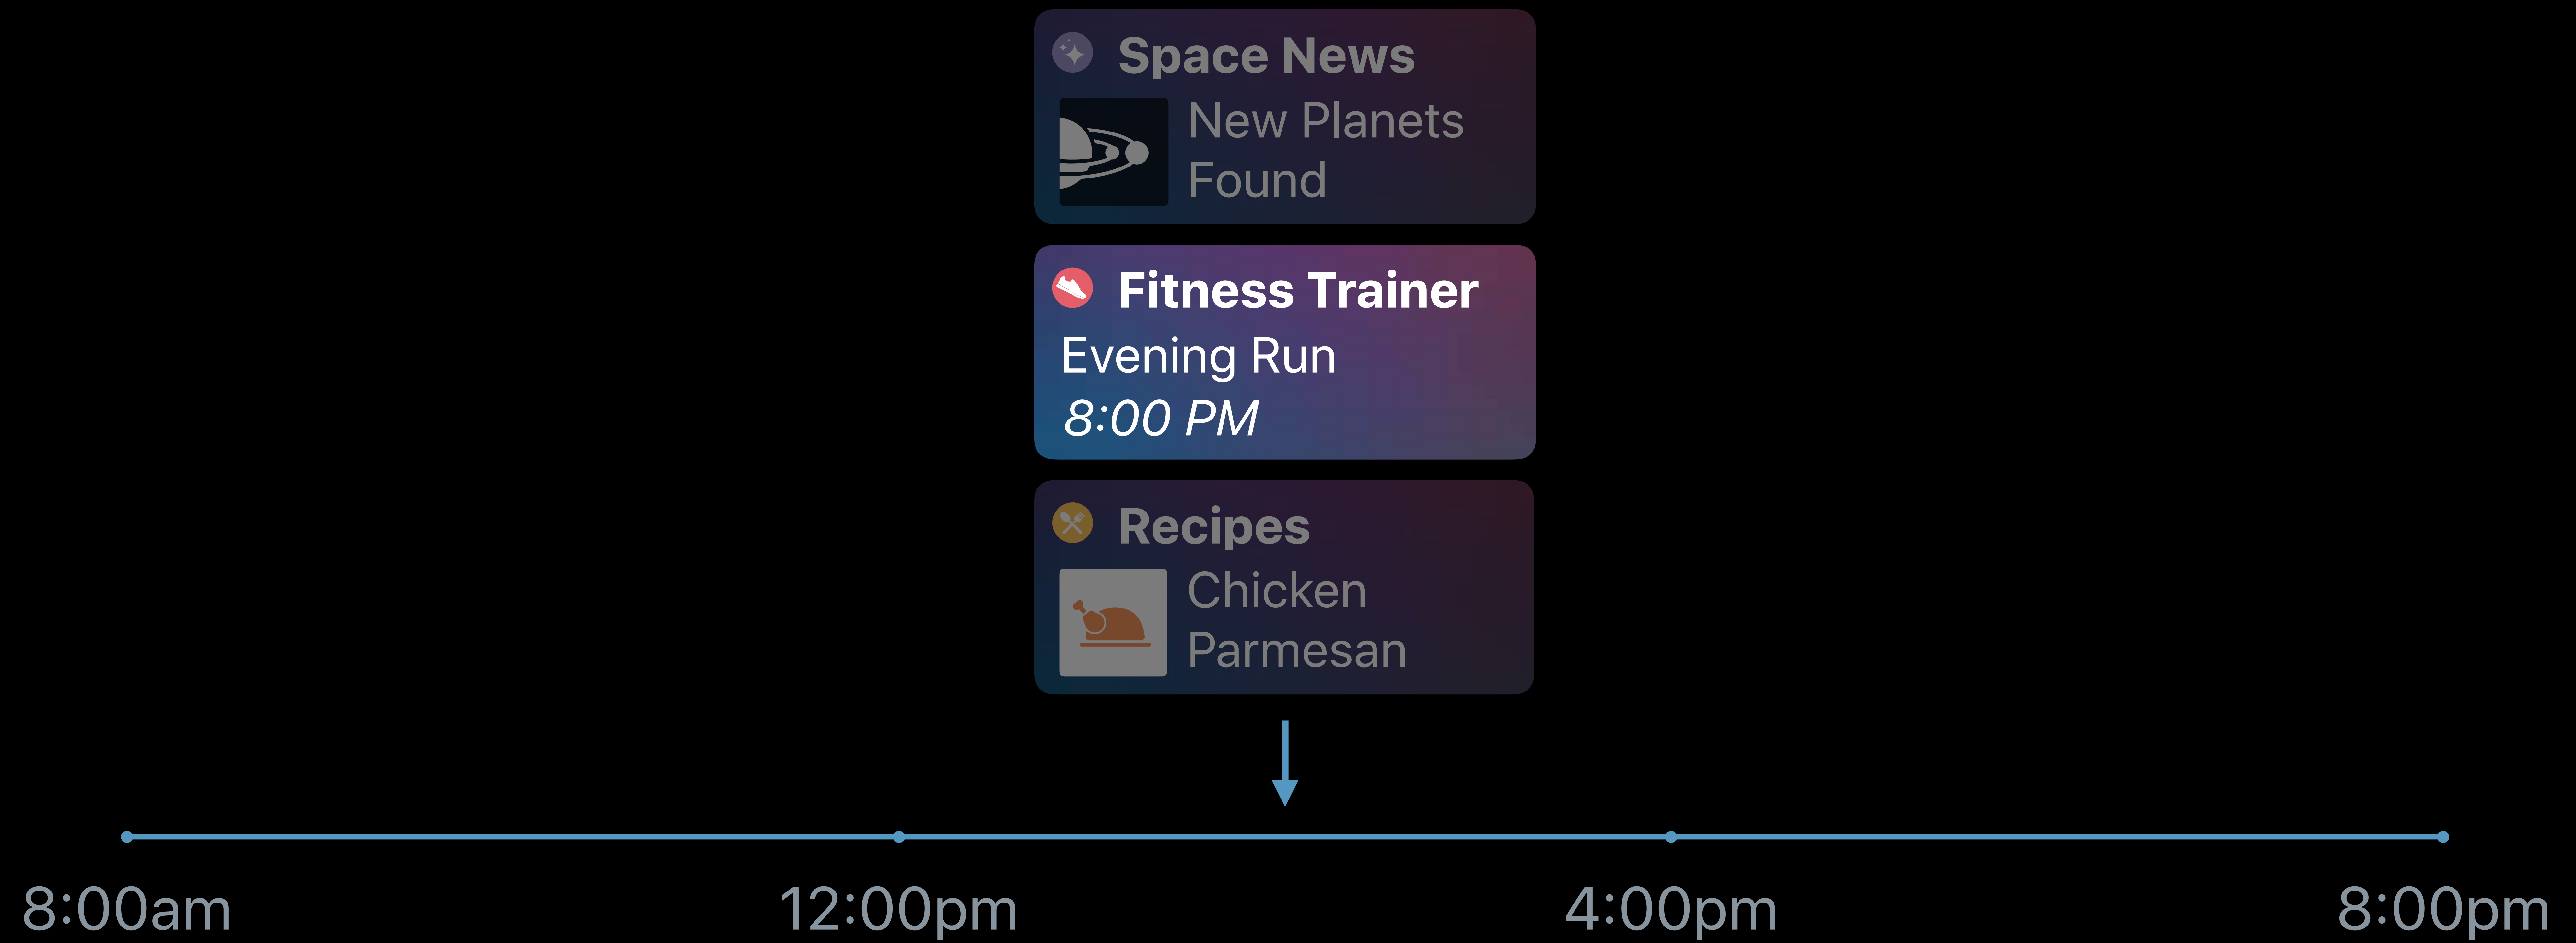 Space News
New Planets
Found
Fitness Trainer
Evening Run
8:00 PM
Recipes
Chicken
Parmesan
8:00am
12:00pm
4:00pm
8:00pm